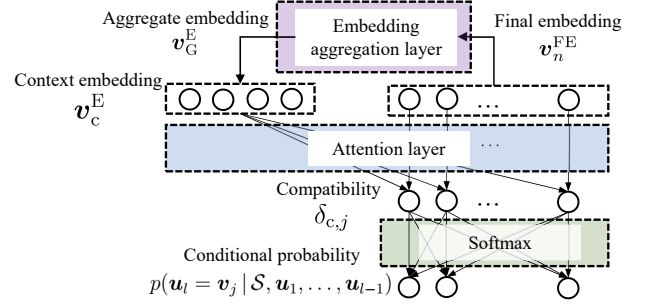 Aggregate embedding
𝒗_G^E
Embedding
aggregation layer
Final embedding
𝒗_n^FE
Context embedding
𝒗_c^E
...
Attention layer
...
Compatibility
δ_c,j
...
Softmax
Conditional probability
p(𝒖_l = 𝒗_j | 𝒮, 𝒖_1, . . . , 𝒖_{l−1})